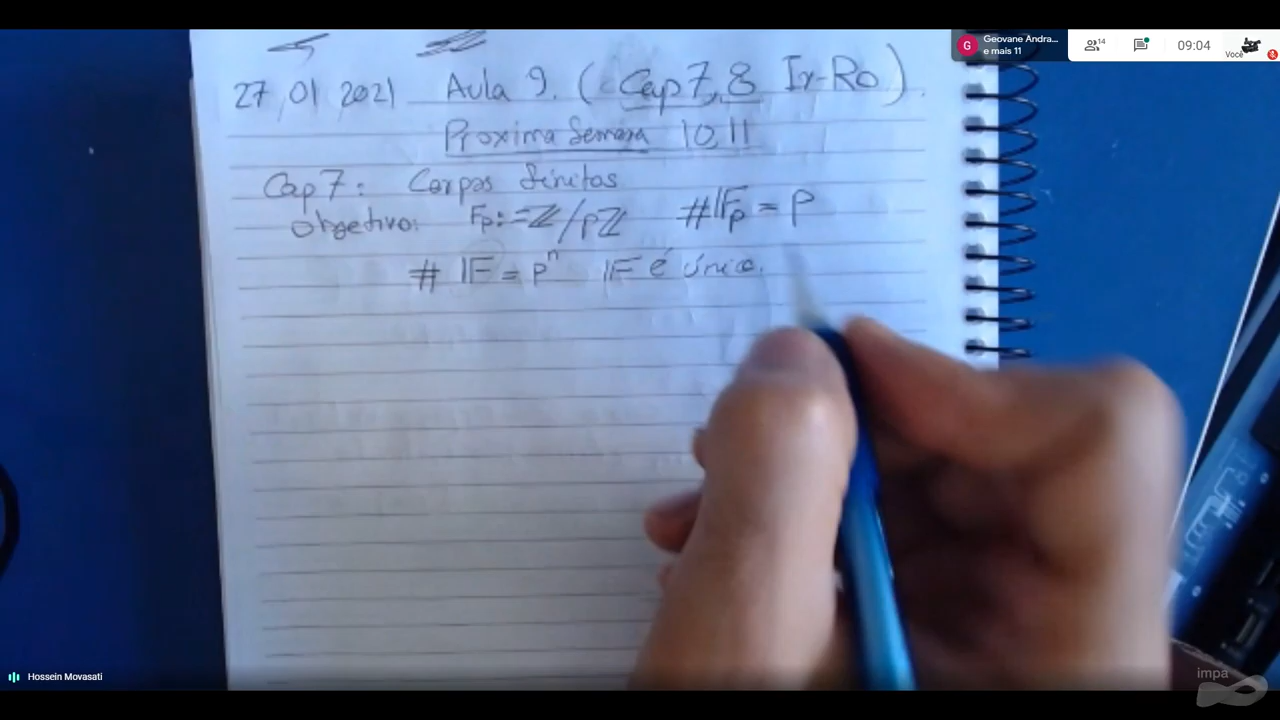 Geovane Andra...
e mais 11
14
09:04
Você
27,01,2021 Aula 9. (Cap 7,8 Ir-Ro).
Proxima Semana 10,11
Cap 7: Corpos finitos
objetivo: Fp:=ℤ/pℤ #𝔽p = p
# 𝔽 = pⁿ 𝔽 é único.
Hossein Movasati
impa